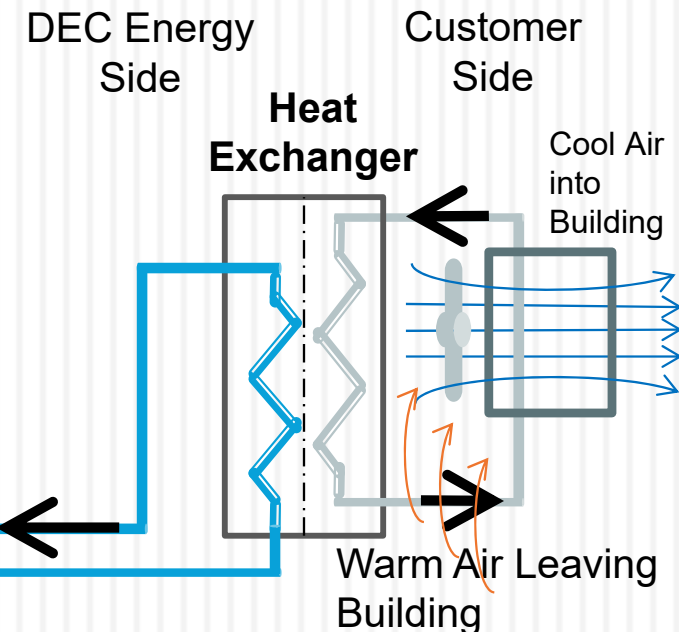 DEC Energy
Side
Customer
Side
Heat
Exchanger
Cool Air
into
Building
Warm Air Leaving
Building